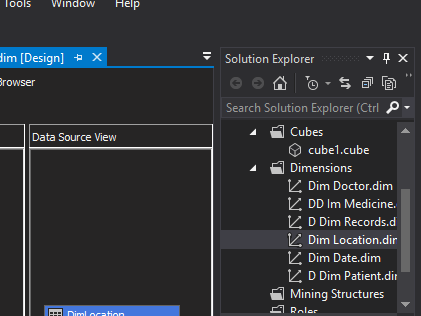 Tools Window Help
dim [Design]
Solution Explorer
Browser
Search Solution Explorer (Ctrl
Data Source View
Cubes
cube1.cube
Dimensions
Dim Doctor.dim
DD Im Medicine.
D Dim Records.d
Dim Location.dim
Dim Date.dim
D Dim Patient.dim
Mining Structures
Roles
DimLocation